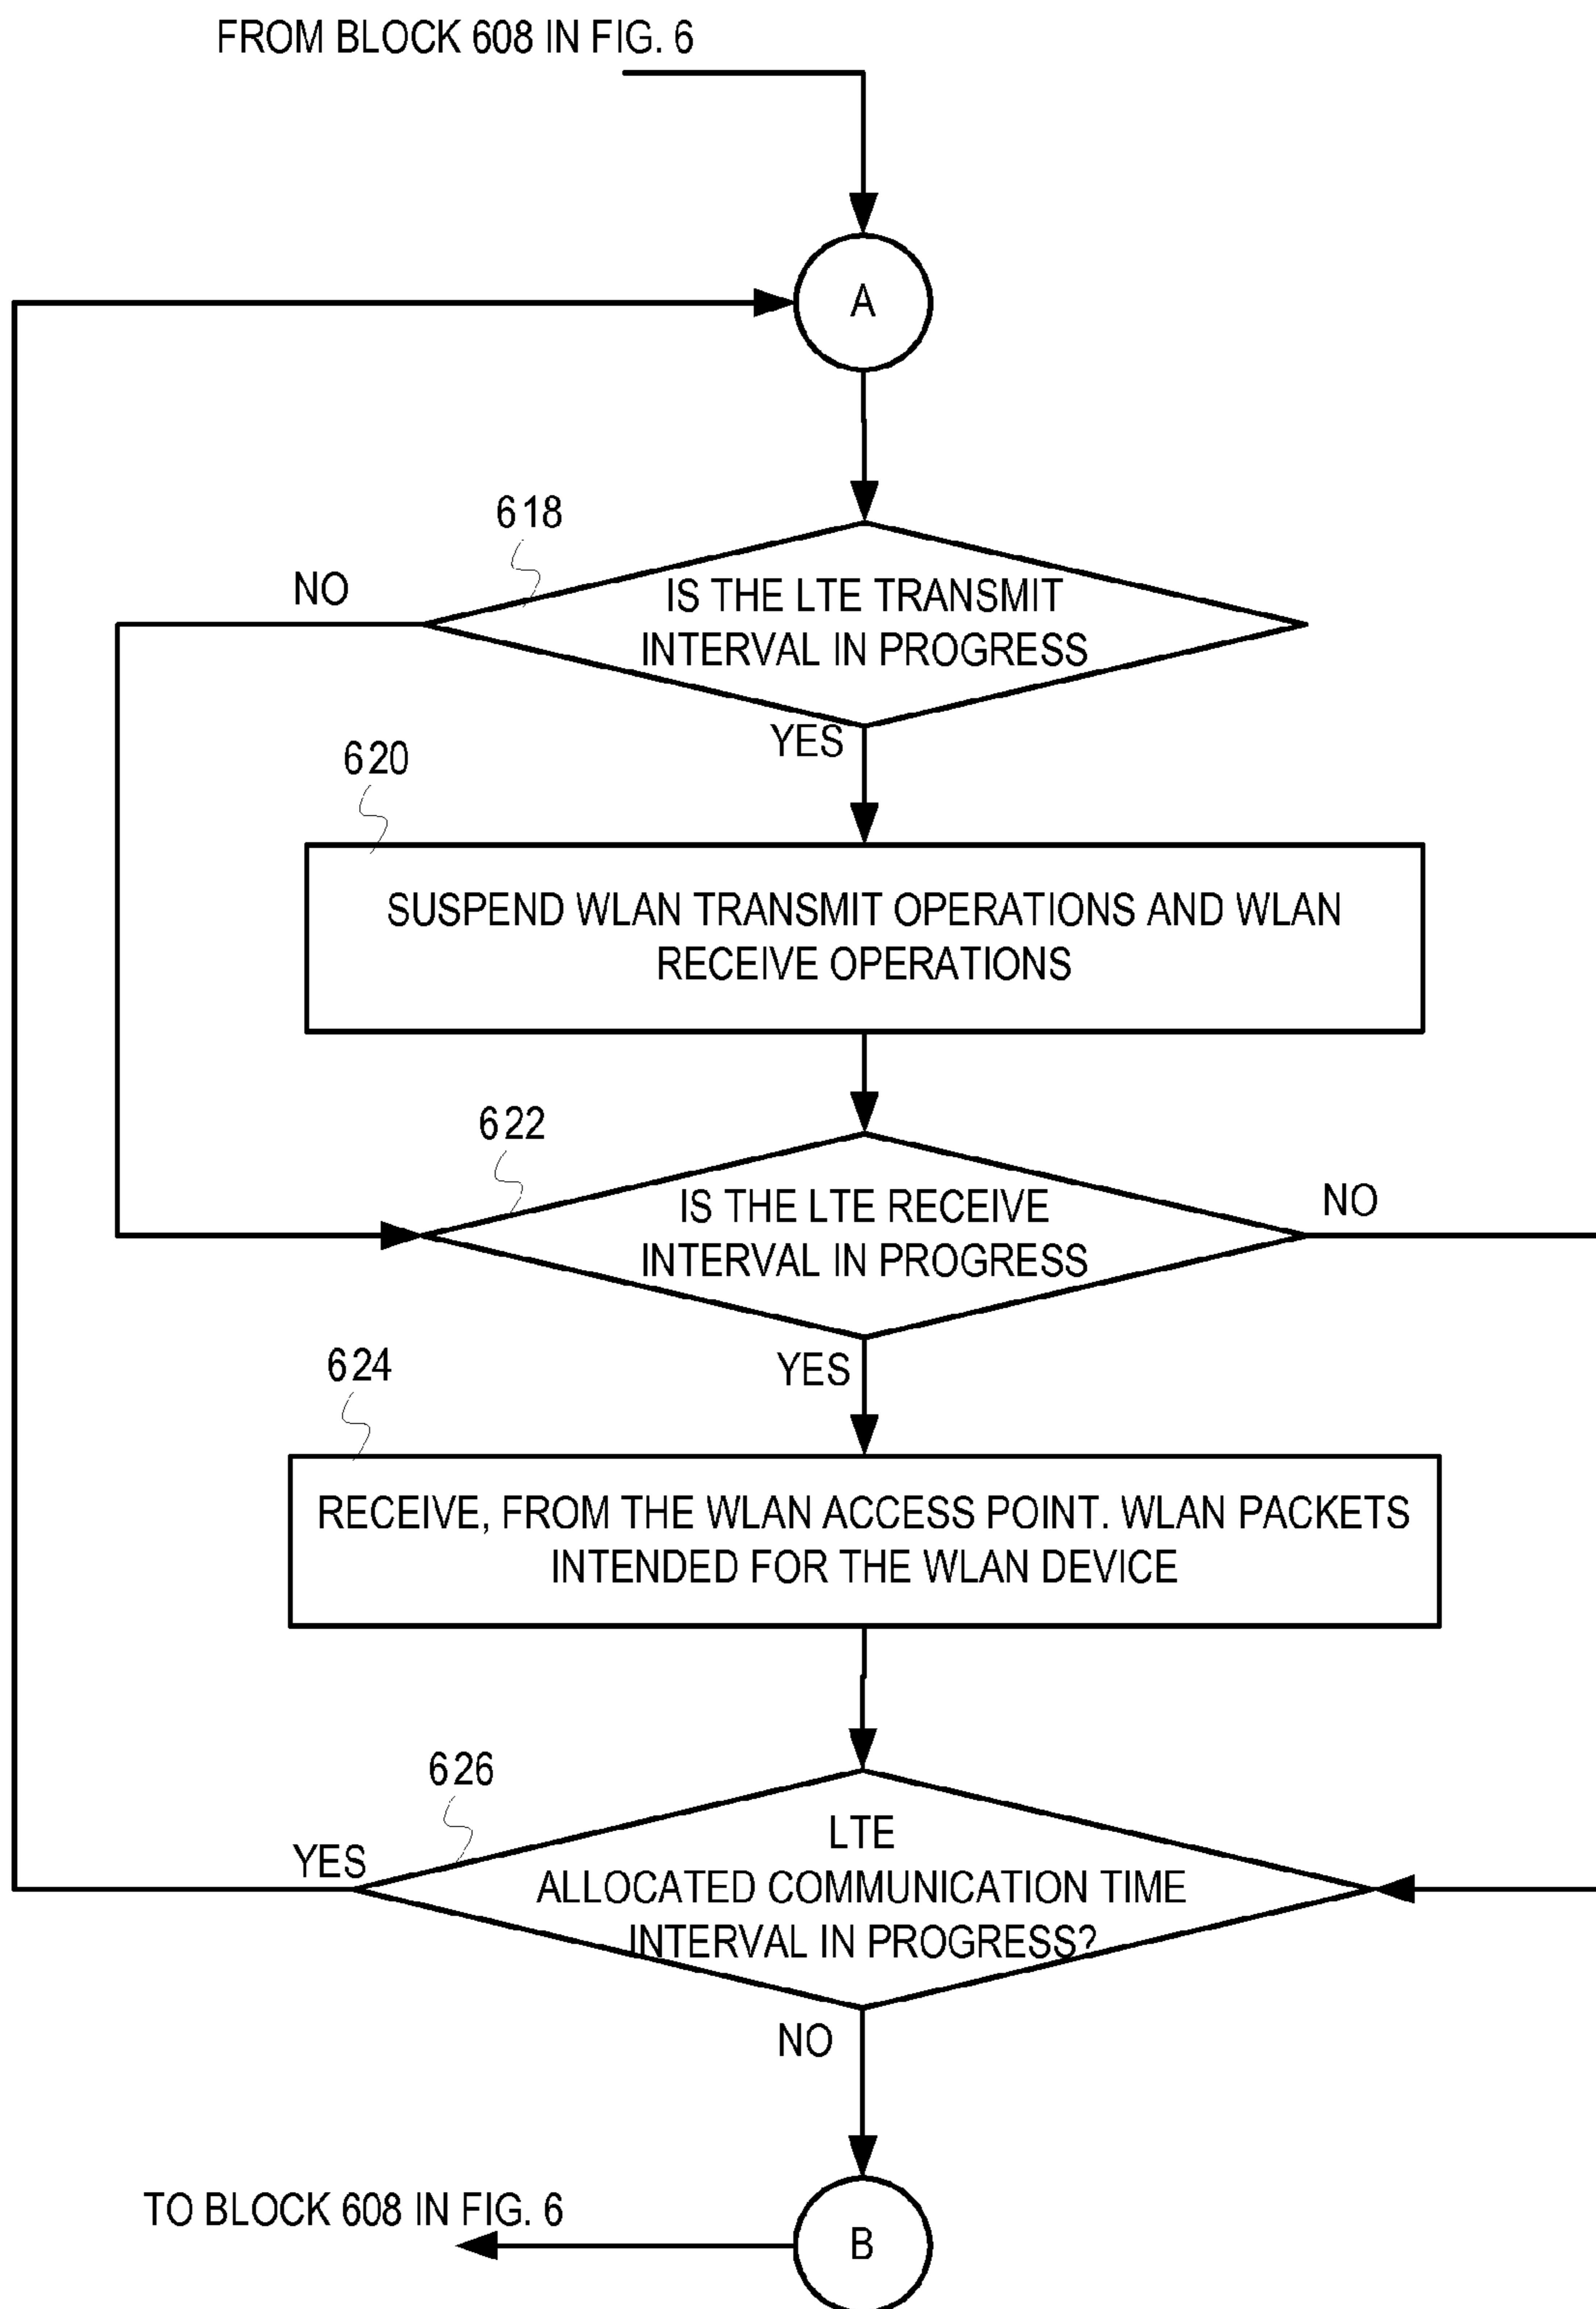 FROM BLOCK 608 IN FIG. 6
A
618
NO
IS THE LTE TRANSMIT
INTERVAL IN PROGRESS
YES
620
SUSPEND WLAN TRANSMIT OPERATIONS AND WLAN
RECEIVE OPERATIONS
622
IS THE LTE RECEIVE
INTERVAL IN PROGRESS
NO
YES
624
RECEIVE, FROM THE WLAN ACCESS POINT. WLAN PACKETS
INTENDED FOR THE WLAN DEVICE
626
YES
LTE
ALLOCATED COMMUNICATION TIME
INTERVAL IN PROGRESS?
NO
TO BLOCK 608 IN FIG. 6
B